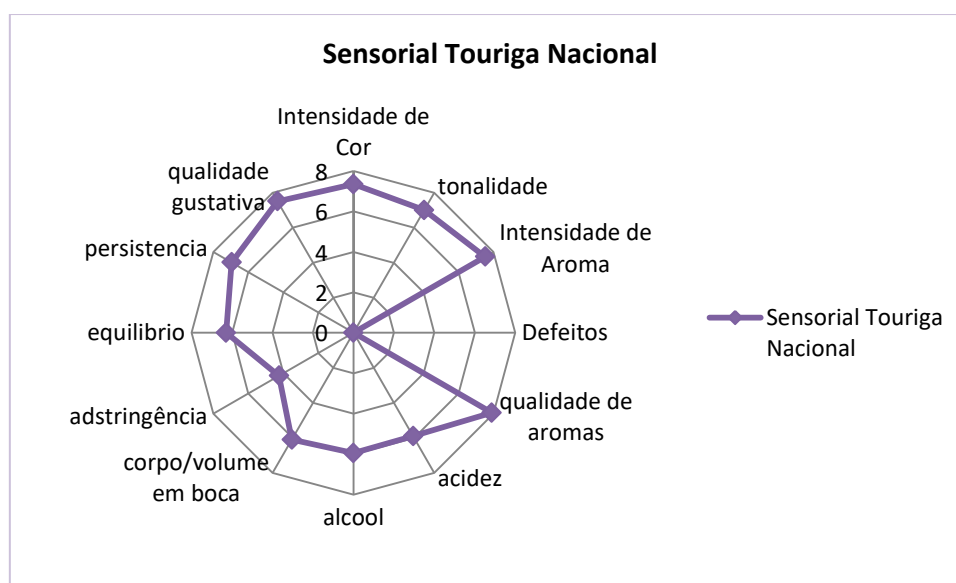 Sensorial Touriga Nacional
Intensidade de
Cor
tonalidade
Intensidade de
Aroma
Defeitos
qualidade de
aromas
acidez
alcool
corpo/volume
em boca
adstringência
equilibrio
persistencia
qualidade
gustativa
8
6
4
2
0
Sensorial Touriga
Nacional